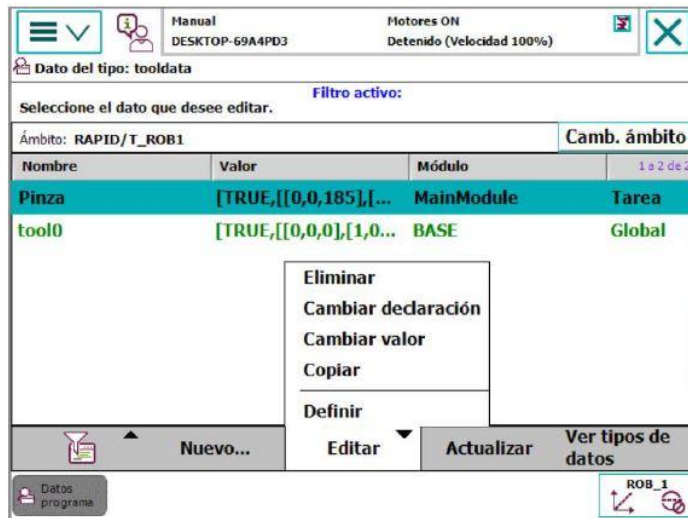 Manual
DESKTOP-69A4PD3
Motores ON
Detenido (Velocidad 100%)
Dato del tipo: tooldata
Filtro activo:
Seleccione el dato que desee editar.
Ámbito: RAPID/T_ROB1
Camb. ámbito
Nombre Valor Módulo 1 a 2 de 2
Pinza [TRUE,[[0,0,185],[... MainModule Tarea
tool0 [TRUE,[[0,0,0],[1,0... BASE Global
Eliminar
Cambiar declaración
Cambiar valor
Copiar
Definir
Nuevo... Editar Actualizar Ver tipos de
datos
Datos
programa
ROB_1